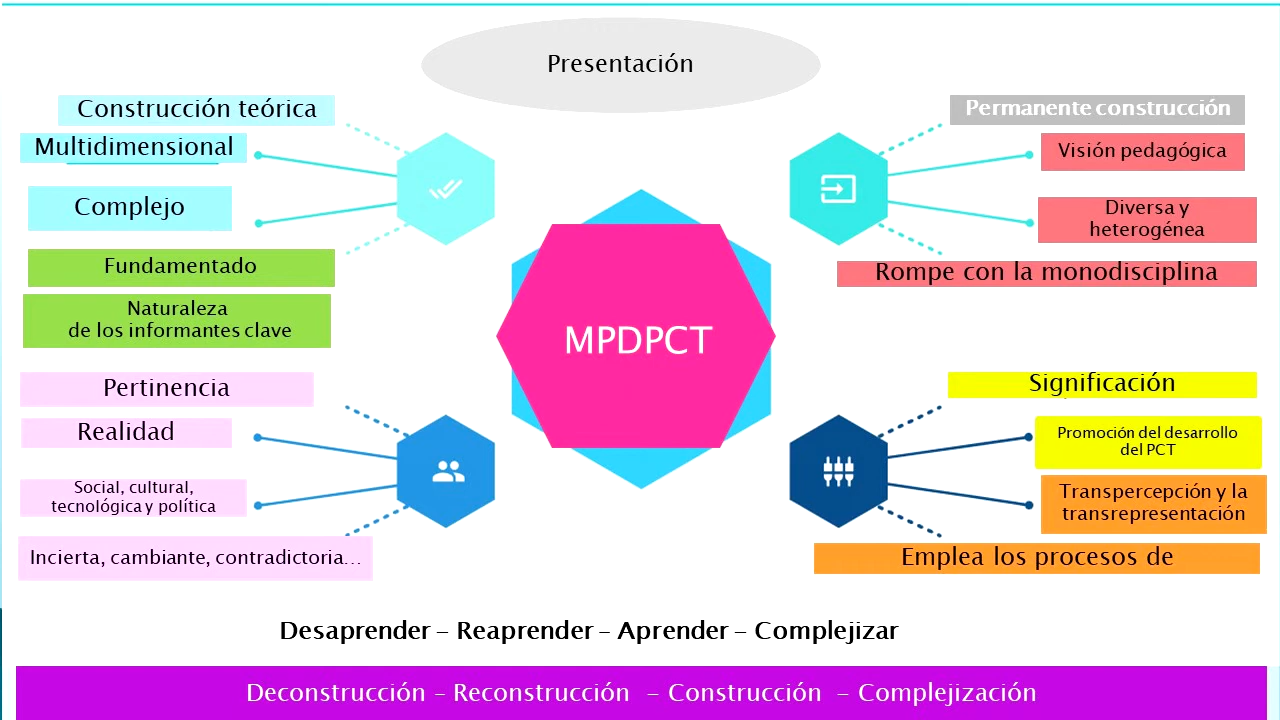 Presentación
Construcción teórica
Multidimensional
Complejo
Fundamentado
Naturaleza
de los informantes clave
Permanente construcción
Visión pedagógica
Diversa y
heterogénea
Rompe con la monodisciplina
MPDPCT
Pertinencia
Realidad
Social, cultural,
tecnológica y política
Incierta, cambiante, contradictoria...
Significación
Promoción del desarrollo
del PCT
Transpercepción y la
transrepresentación
Emplea los procesos de
Desaprender – Reaprender – Aprender – Complejizar
Deconstrucción – Reconstrucción – Construcción – Complejización